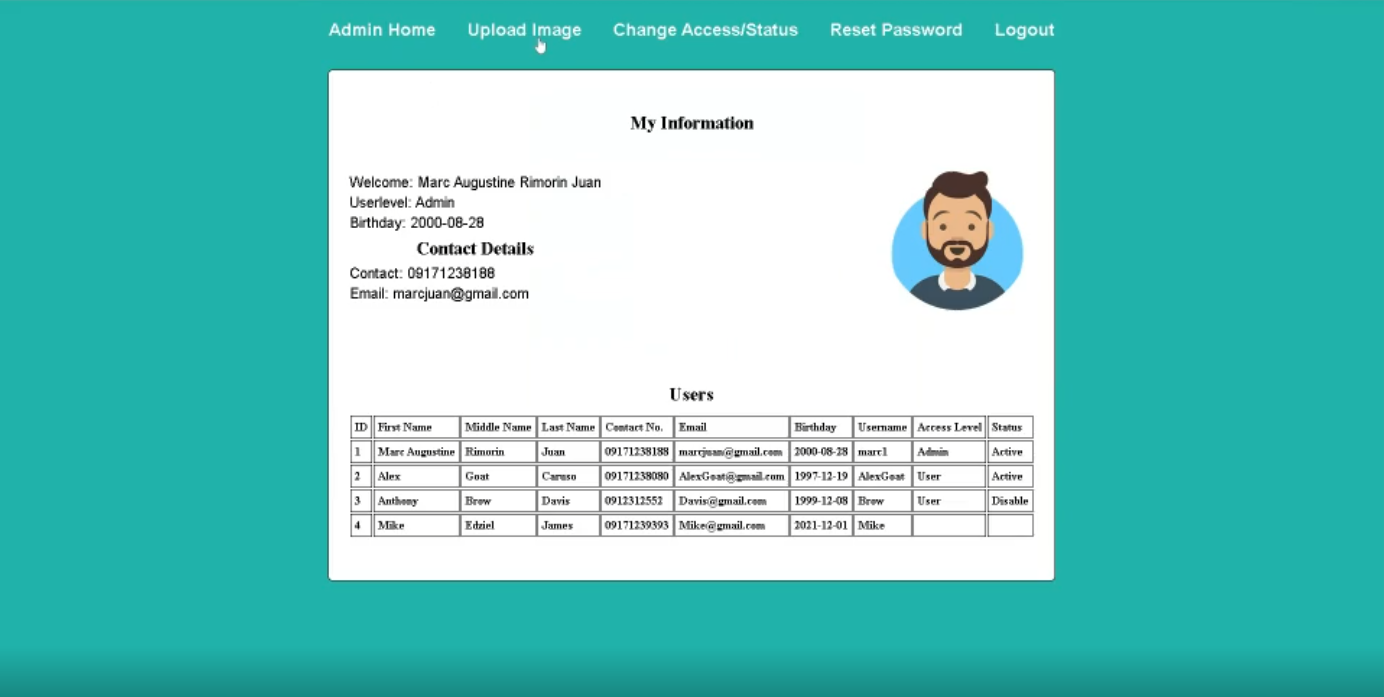 Admin Home Upload Image Change Access/Status Reset Password Logout
My Information
Welcome: Marc Augustine Rimorin Juan
Userlevel: Admin
Birthday: 2000-08-28
Contact Details
Contact: 09171238188
Email: marcjuan@gmail.com
Users
ID First Name Middle Name Last Name Contact No. Email Birthday Username Access Level Status
1 Marc Augustine Rimorin Juan 09171238188 marcjuan@gmail.com 2000-08-28 marc1 Admin Active
2 Alex Goat Caruso 09171238080 AlexGoat@gmail.com 1997-12-19 AlexGoat User Active
3 Anthony Brow Davis 0912312552 Davis@gmail.com 1999-12-08 Brow User Disable
4 Mike Edziel James 09171239393 Mike@gmail.com 2021-12-01 Mike